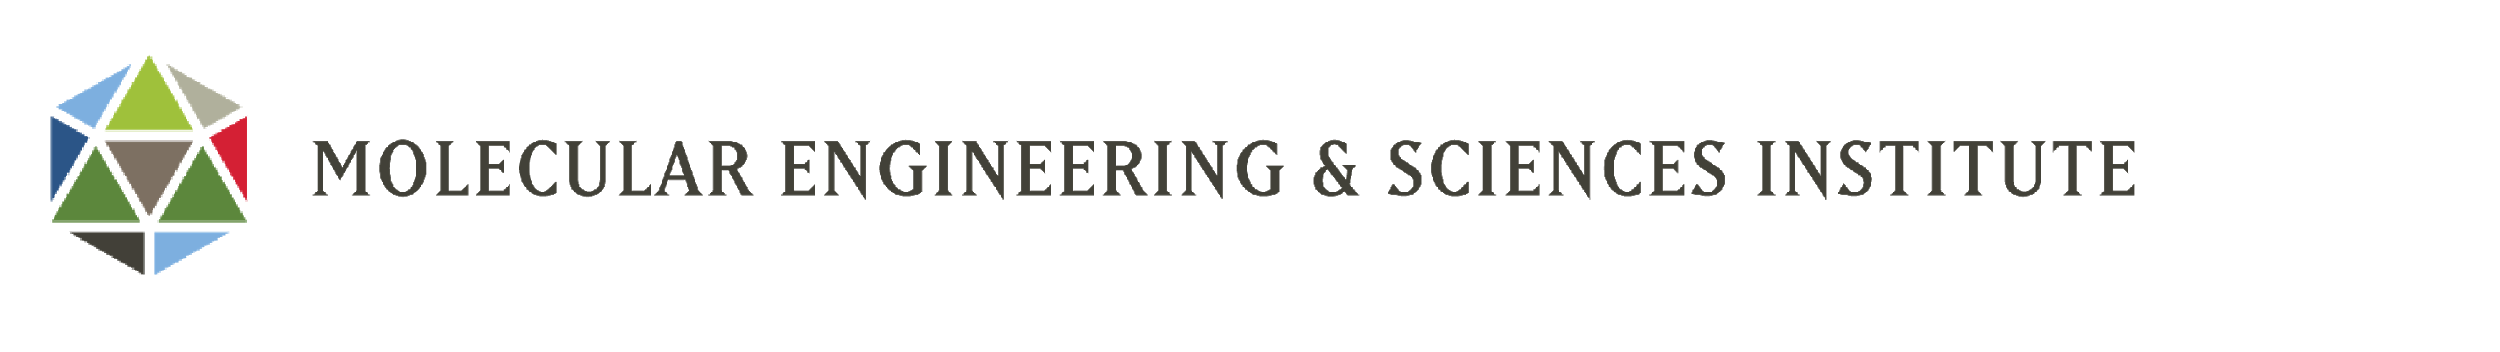 MOLECULAR ENGINEERING & SCIENCES INSTITUTE